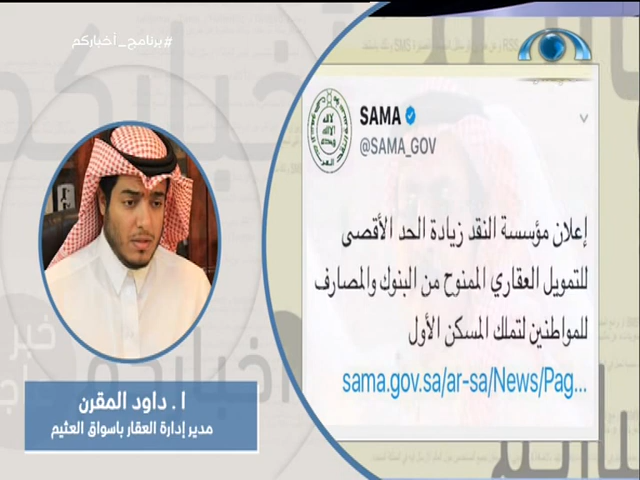 #برنامج_أخباركم
SAMA
@SAMA_GOV
إعلان مؤسسة النقد زيادة الحد الأقصى
للتمويل العقاري الممنوح من البنوك والمصارف
للمواطنين لتملك المسكن الأول
sama.gov.sa/ar-sa/News/Pag...
ا. داود المقرن
مدير إدارة العقار باسواق العثيم